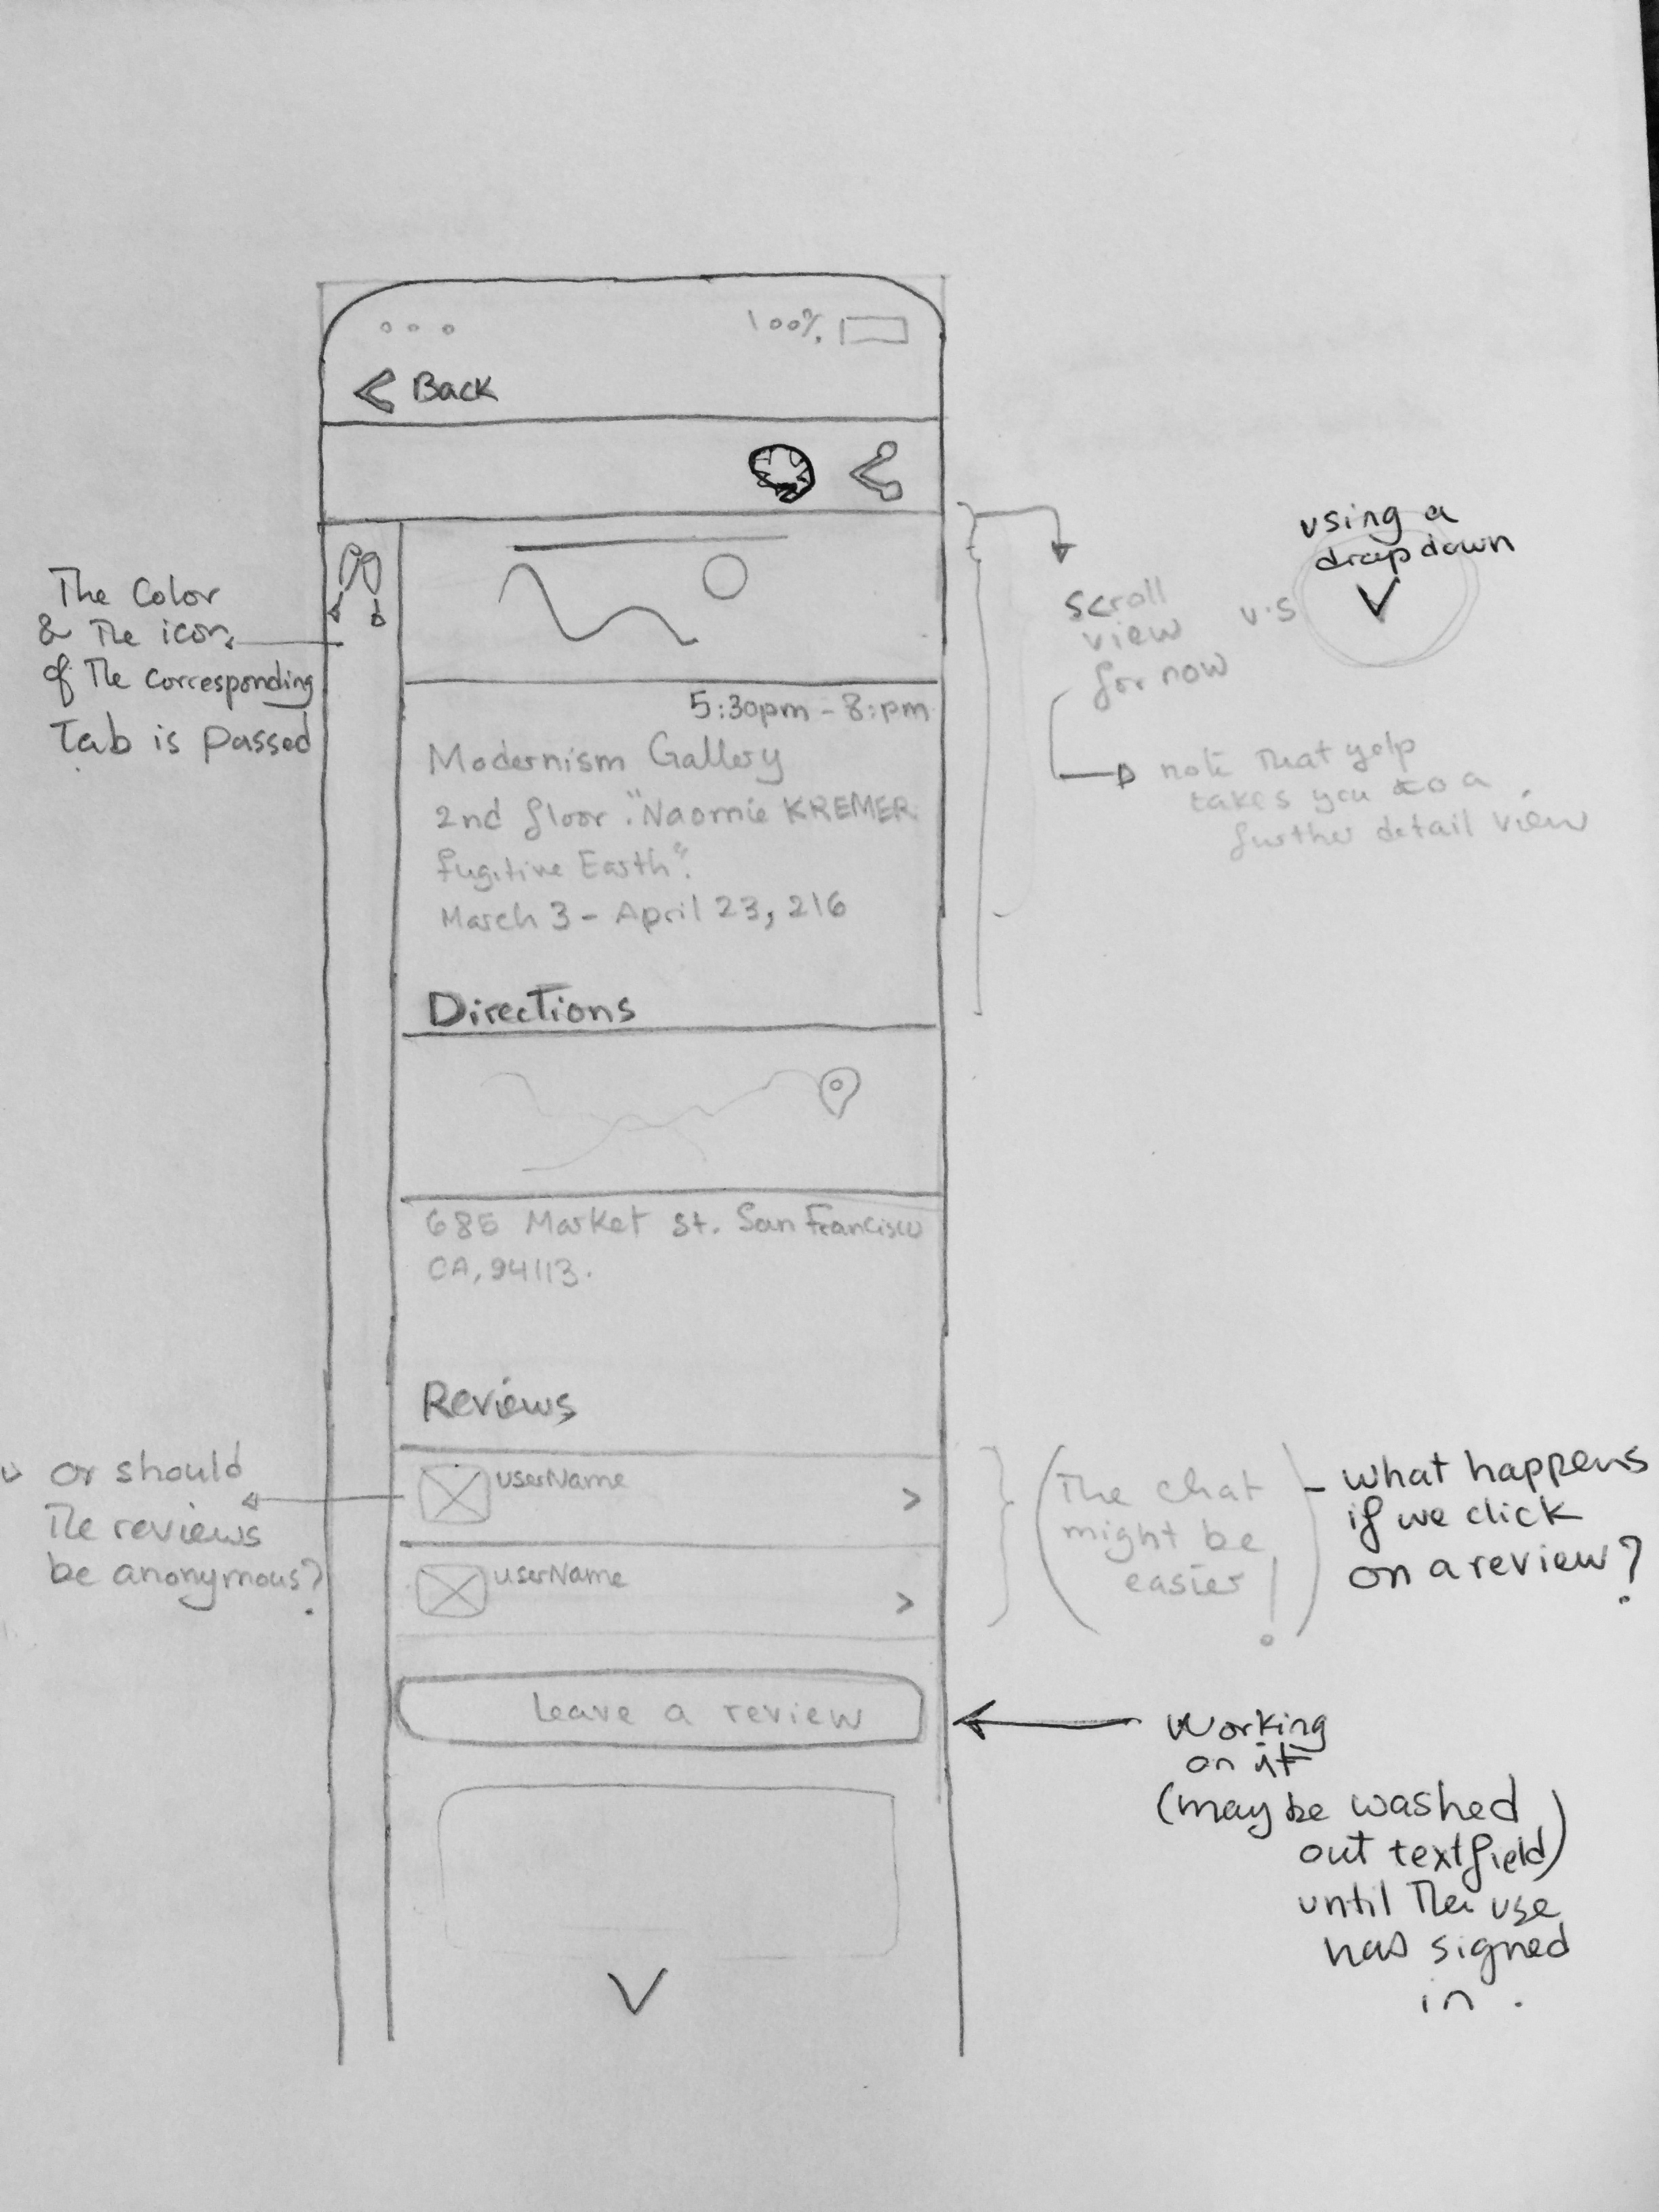 100%
Back
using a
dropdown
The Color
& The icon
of The corresponding
Tab is passed
scroll
view
for now
v.s
5:30pm - 8:pm
Modernism Gallery
2nd floor. "Naomie KREMER
fugitive Earth".
March 3 - April 23, 216
note That yelp
takes you to a
further detail view
Directions
685 Market st. San Francisco
CA, 94113.
Reviews
or should
The reviews
be anonymous?
userName
userName
(The chat
might be
easier!)
- what happens
if we click
on a review?
Leave a review
Working
on it
(maybe washed
out textfield)
until The use
has signed
in.